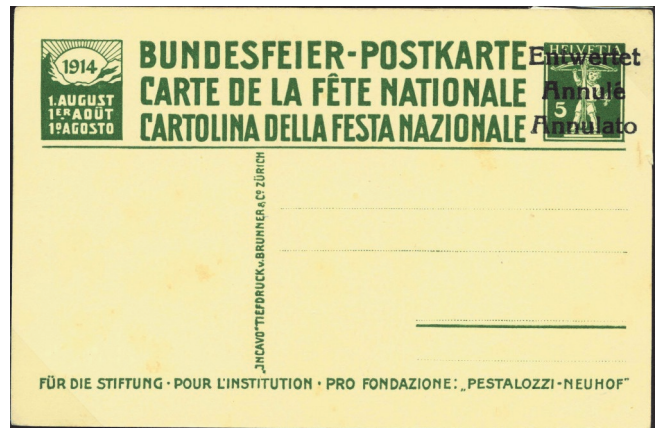 1914
1. AUGUST
1ER AOÛT
1º AGOSTO
BUNDESFEIER-POSTKARTE
CARTE DE LA FÊTE NATIONALE
CARTOLINA DELLA FESTA NAZIONALE
HELVETIA
5
Entwertet
Annulé
Annulato
„INCAVO“ TIEFDRUCK v. BRUNNER & Cº ZÜRICH
FÜR DIE STIFTUNG · POUR L'INSTITUTION · PRO FONDAZIONE: „PESTALOZZI-NEUHOF"